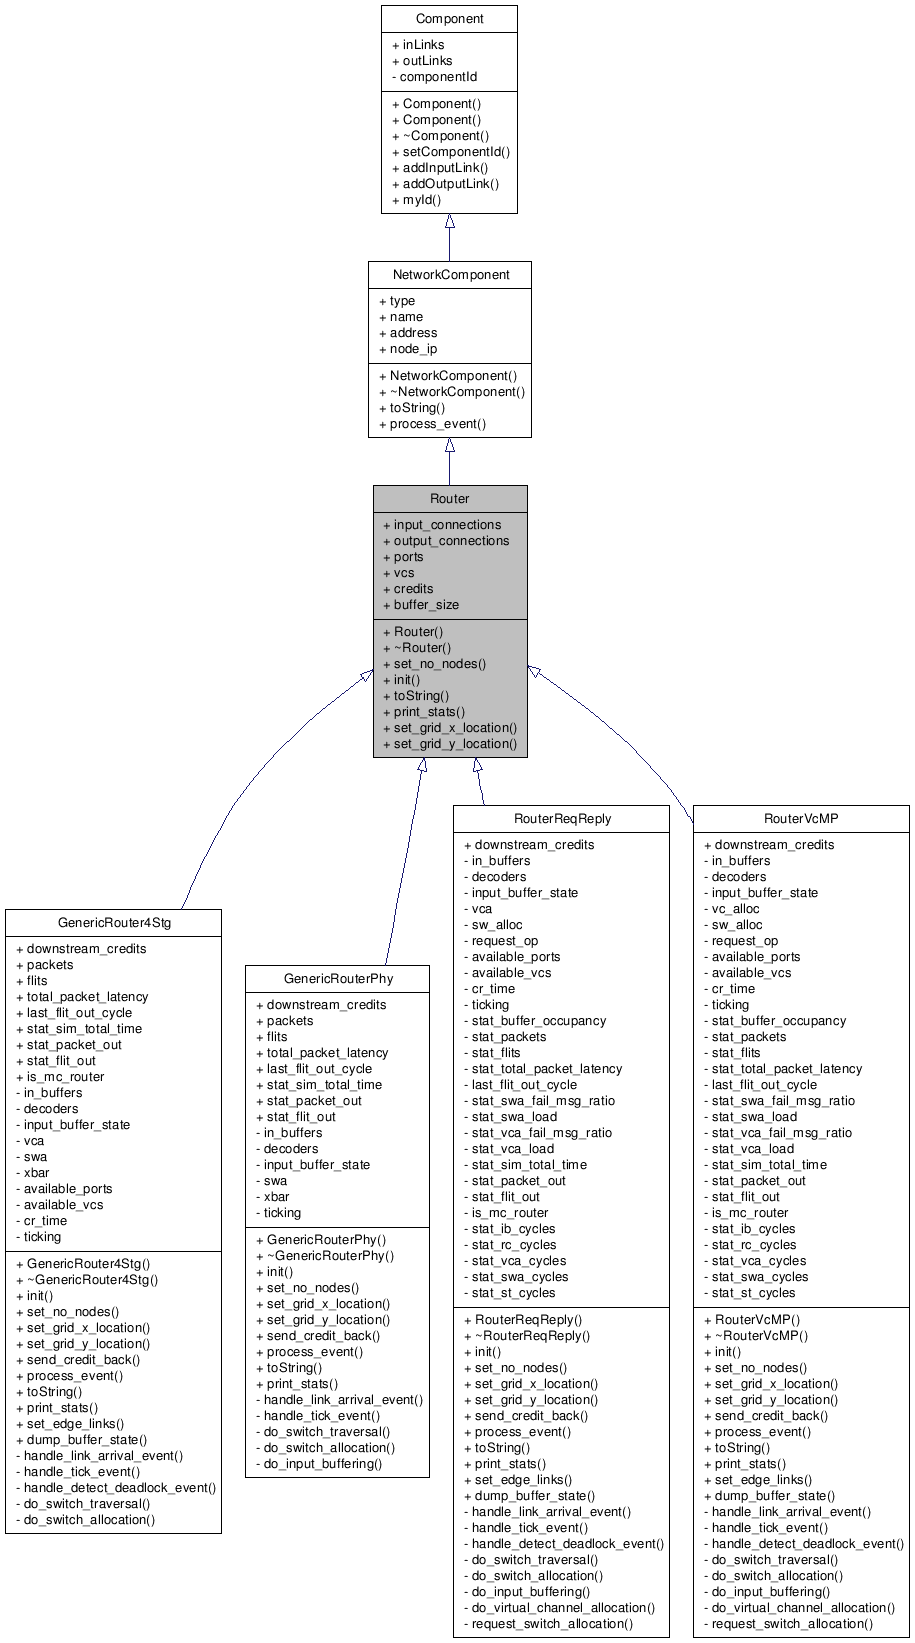 Component
+ inLinks
+ outLinks
- componentId
+ Component()
+ Component()
+ ~Component()
+ setComponentId()
+ addInputLink()
+ addOutputLink()
+ myId()
NetworkComponent
+ type
+ name
+ address
+ node_ip
+ NetworkComponent()
+ ~NetworkComponent()
+ toString()
+ process_event()
Router
+ input_connections
+ output_connections
+ ports
+ vcs
+ credits
+ buffer_size
+ Router()
+ ~Router()
+ set_no_nodes()
+ init()
+ toString()
+ print_stats()
+ set_grid_x_location()
+ set_grid_y_location()
GenericRouter4Stg
+ downstream_credits
+ packets
+ flits
+ total_packet_latency
+ last_flit_out_cycle
+ stat_sim_total_time
+ stat_packet_out
+ stat_flit_out
+ is_mc_router
- in_buffers
- decoders
- input_buffer_state
- vca
- swa
- xbar
- available_ports
- available_vcs
- cr_time
- ticking
+ GenericRouter4Stg()
+ ~GenericRouter4Stg()
+ init()
+ set_no_nodes()
+ set_grid_x_location()
+ set_grid_y_location()
+ send_credit_back()
+ process_event()
+ toString()
+ print_stats()
+ set_edge_links()
+ dump_buffer_state()
- handle_link_arrival_event()
- handle_tick_event()
- handle_detect_deadlock_event()
- do_switch_traversal()
- do_switch_allocation()
GenericRouterPhy
+ downstream_credits
+ packets
+ flits
+ total_packet_latency
+ last_flit_out_cycle
+ stat_sim_total_time
+ stat_packet_out
+ stat_flit_out
- in_buffers
- decoders
- input_buffer_state
- swa
- xbar
- ticking
+ GenericRouterPhy()
+ ~GenericRouterPhy()
+ init()
+ set_no_nodes()
+ set_grid_x_location()
+ set_grid_y_location()
+ send_credit_back()
+ process_event()
+ toString()
+ print_stats()
- handle_link_arrival_event()
- handle_tick_event()
- do_switch_traversal()
- do_switch_allocation()
- do_input_buffering()
RouterReqReply
+ downstream_credits
- in_buffers
- decoders
- input_buffer_state
- vca
- sw_alloc
- request_op
- available_ports
- available_vcs
- cr_time
- ticking
- stat_buffer_occupancy
- stat_packets
- stat_flits
- stat_total_packet_latency
- last_flit_out_cycle
- stat_swa_fail_msg_ratio
- stat_swa_load
- stat_vca_fail_msg_ratio
- stat_vca_load
- stat_sim_total_time
- stat_packet_out
- stat_flit_out
- is_mc_router
- stat_ib_cycles
- stat_rc_cycles
- stat_vca_cycles
- stat_swa_cycles
- stat_st_cycles
+ RouterReqReply()
+ ~RouterReqReply()
+ init()
+ set_no_nodes()
+ set_grid_x_location()
+ set_grid_y_location()
+ send_credit_back()
+ process_event()
+ toString()
+ print_stats()
+ set_edge_links()
+ dump_buffer_state()
- handle_link_arrival_event()
- handle_tick_event()
- handle_detect_deadlock_event()
- do_switch_traversal()
- do_switch_allocation()
- do_input_buffering()
- do_virtual_channel_allocation()
- request_switch_allocation()
RouterVcMP
+ downstream_credits
- in_buffers
- decoders
- input_buffer_state
- vc_alloc
- sw_alloc
- request_op
- available_ports
- available_vcs
- cr_time
- ticking
- stat_buffer_occupancy
- stat_packets
- stat_flits
- stat_total_packet_latency
- last_flit_out_cycle
- stat_swa_fail_msg_ratio
- stat_swa_load
- stat_vca_fail_msg_ratio
- stat_vca_load
- stat_sim_total_time
- stat_packet_out
- stat_flit_out
- is_mc_router
- stat_ib_cycles
- stat_rc_cycles
- stat_vca_cycles
- stat_swa_cycles
- stat_st_cycles
+ RouterVcMP()
+ ~RouterVcMP()
+ init()
+ set_no_nodes()
+ set_grid_x_location()
+ set_grid_y_location()
+ send_credit_back()
+ process_event()
+ toString()
+ print_stats()
+ set_edge_links()
+ dump_buffer_state()
- handle_link_arrival_event()
- handle_tick_event()
- handle_detect_deadlock_event()
- do_switch_traversal()
- do_switch_allocation()
- do_input_buffering()
- do_virtual_channel_allocation()
- request_switch_allocation()